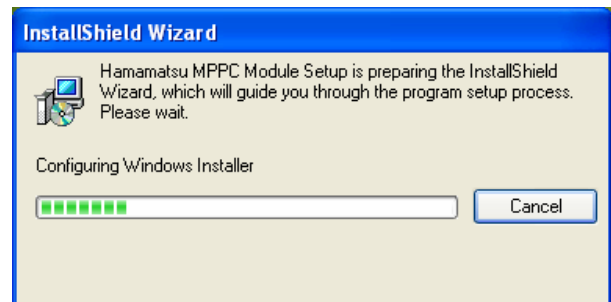 InstallShield Wizard
Hamamatsu MPPC Module Setup is preparing the InstallShield
Wizard, which will guide you through the program setup process.
Please wait.
Configuring Windows Installer
Cancel